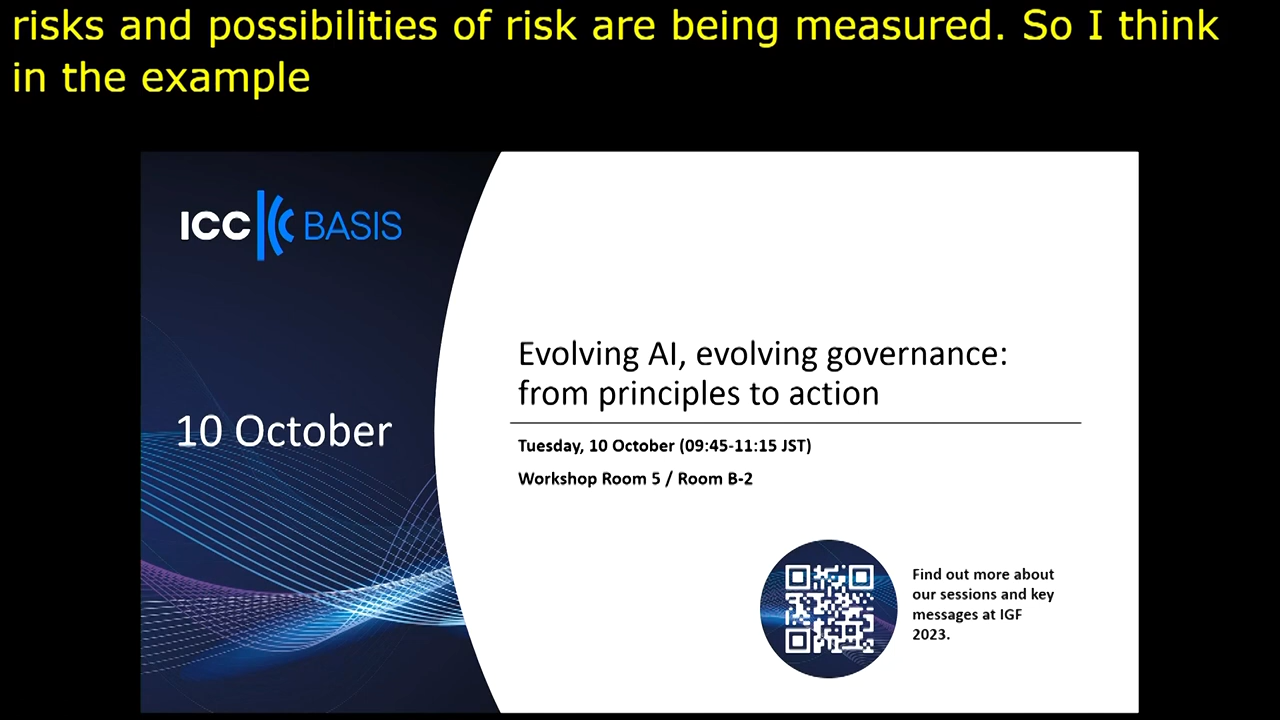 risks and possibilities of risk are being measured. So I think
in the example
ICC BASIS
10 October
Evolving AI, evolving governance:
from principles to action
Tuesday, 10 October (09:45-11:15 JST)
Workshop Room 5 / Room B-2
Find out more about
our sessions and key
messages at IGF
2023.